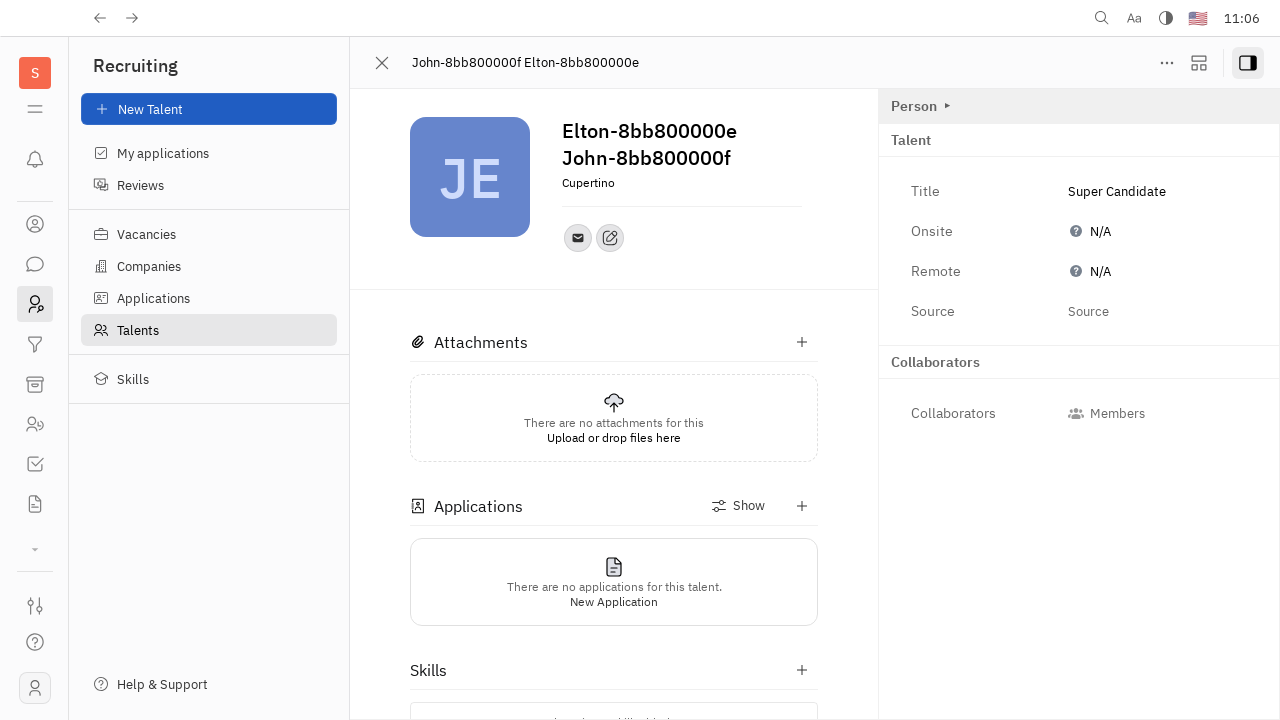 Aa
11:06
S
Recruiting
New Talent
My applications
Reviews
Vacancies
Companies
Applications
Talents
Skills
Help & Support
John-8bb800000f Elton-8bb800000e
JE
Elton-8bb800000e
John-8bb800000f
Cupertino
Attachments
There are no attachments for this
Upload or drop files here
Applications
Show
There are no applications for this talent.
New Application
Skills
Person
Talent
Title Super Candidate
Onsite ? N/A
Remote ? N/A
Source Source
Collaborators
Collaborators Members